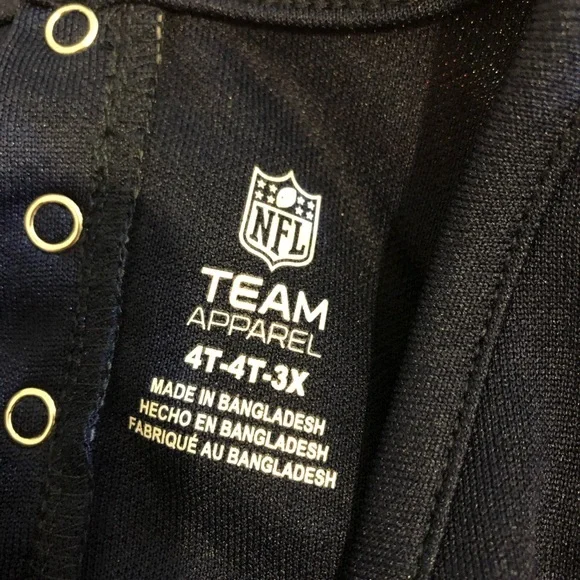 NFL
TEAM
APPAREL
4T-4T-3X
MADE IN BANGLADESH
HECHO EN BANGLADESH
FABRIQUÉ AU BANGLADESH